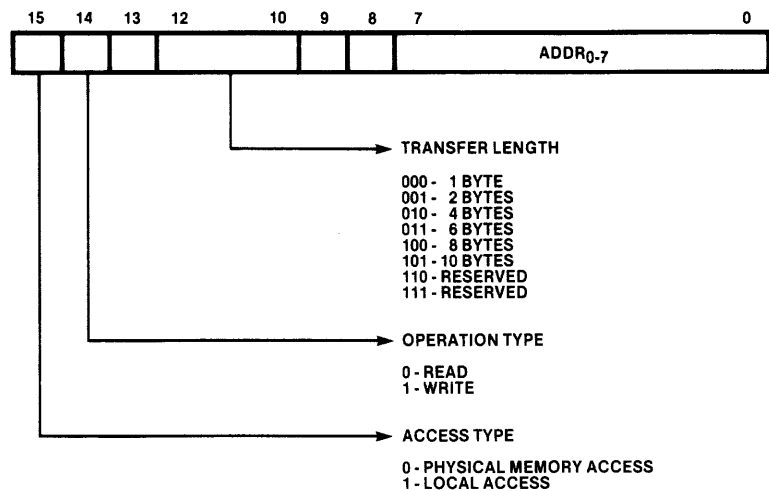 15 14 13 12 10 9 8 7 0
ADDR0-7
TRANSFER LENGTH
000 - 1 BYTE
001 - 2 BYTES
010 - 4 BYTES
011 - 6 BYTES
100 - 8 BYTES
101 - 10 BYTES
110 - RESERVED
111 - RESERVED
OPERATION TYPE
0 - READ
1 - WRITE
ACCESS TYPE
0 - PHYSICAL MEMORY ACCESS
1 - LOCAL ACCESS